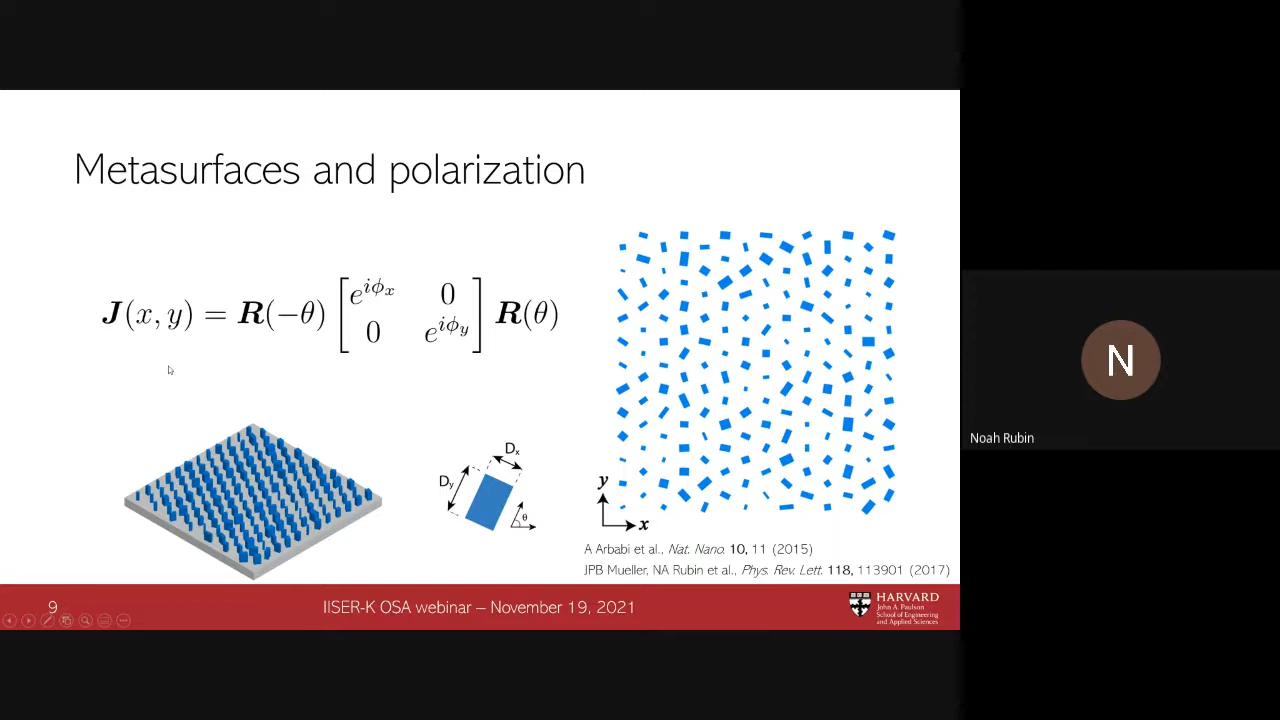 Metasurfaces and polarization
J(x, y) = R(−θ) [ e^{iϕ_x} 0
0 e^{iϕ_y} ] R(θ)
D_x
D_y
θ
y
x
A Arbabi et al., Nat. Nano. 10, 11 (2015)
JPB Mueller, NA Rubin et al., Phys. Rev. Lett. 118, 113901 (2017)
9
IISER-K OSA webinar – November 19, 2021
HARVARD
John A. Paulson
School of Engineering
and Applied Sciences
N
Noah Rubin